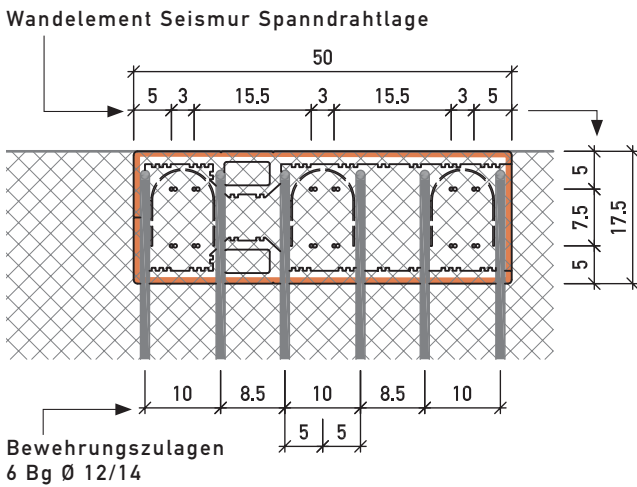 Wandelement Seismur Spanndrahtlage
50
5 3 15.5 3 15.5 3 5
5
7.5
5
17.5
10 8.5 10 8.5 10
5 5
Bewehrungszulagen
6 Bg Ø 12/14